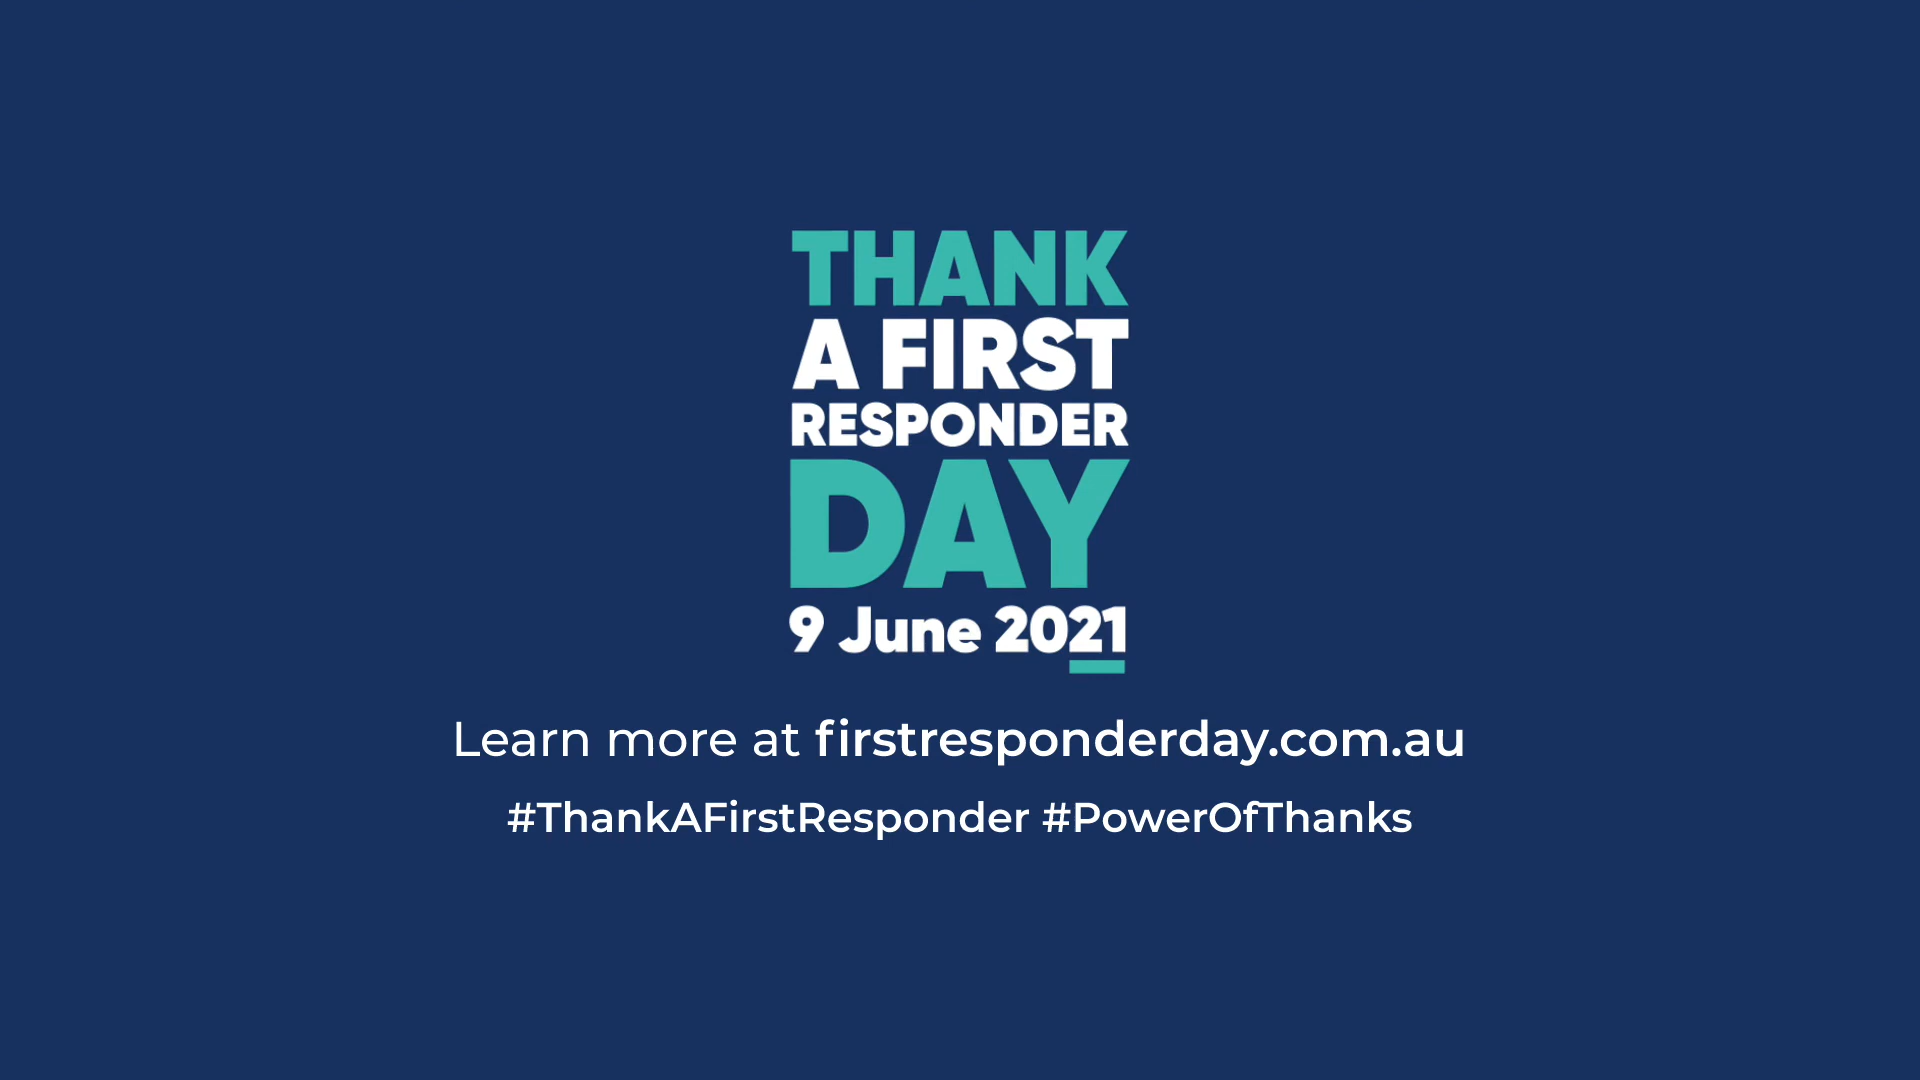 THANK
A FIRST
RESPONDER
DAY
9 June 2021
Learn more at firstresponderday.com.au
#ThankAFirstResponder #PowerOfThanks